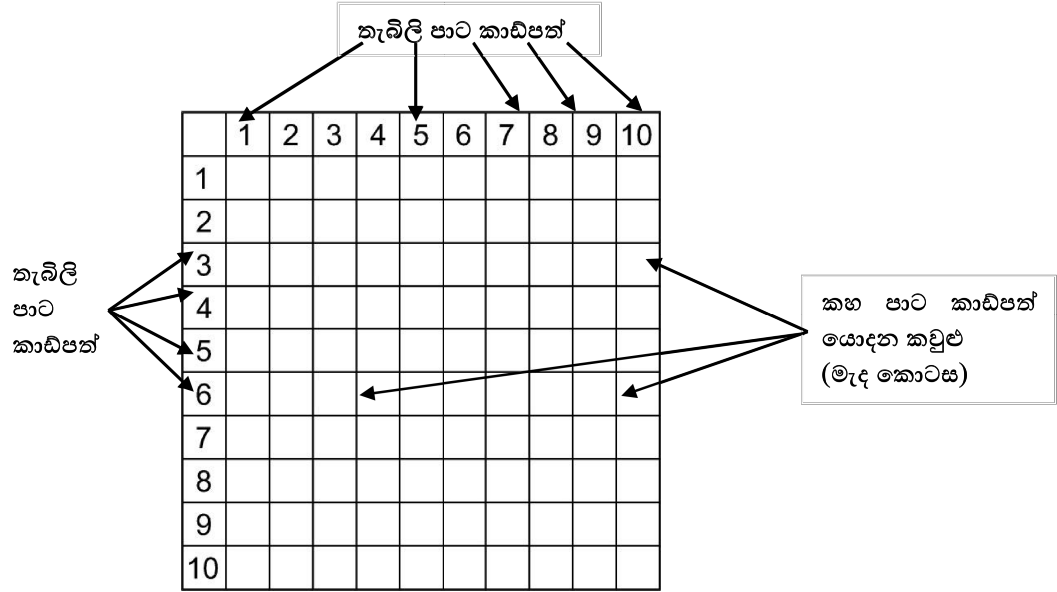 තැබිලි පාට කාඩ්පත්
1 2 3 4 5 6 7 8 9 10
1
2
3
4
5
6
7
8
9
10
තැබිලි
පාට
කාඩ්පත්
කහ පාට කාඩ්පත්
යොදන කවුළු
(මැද කොටස)